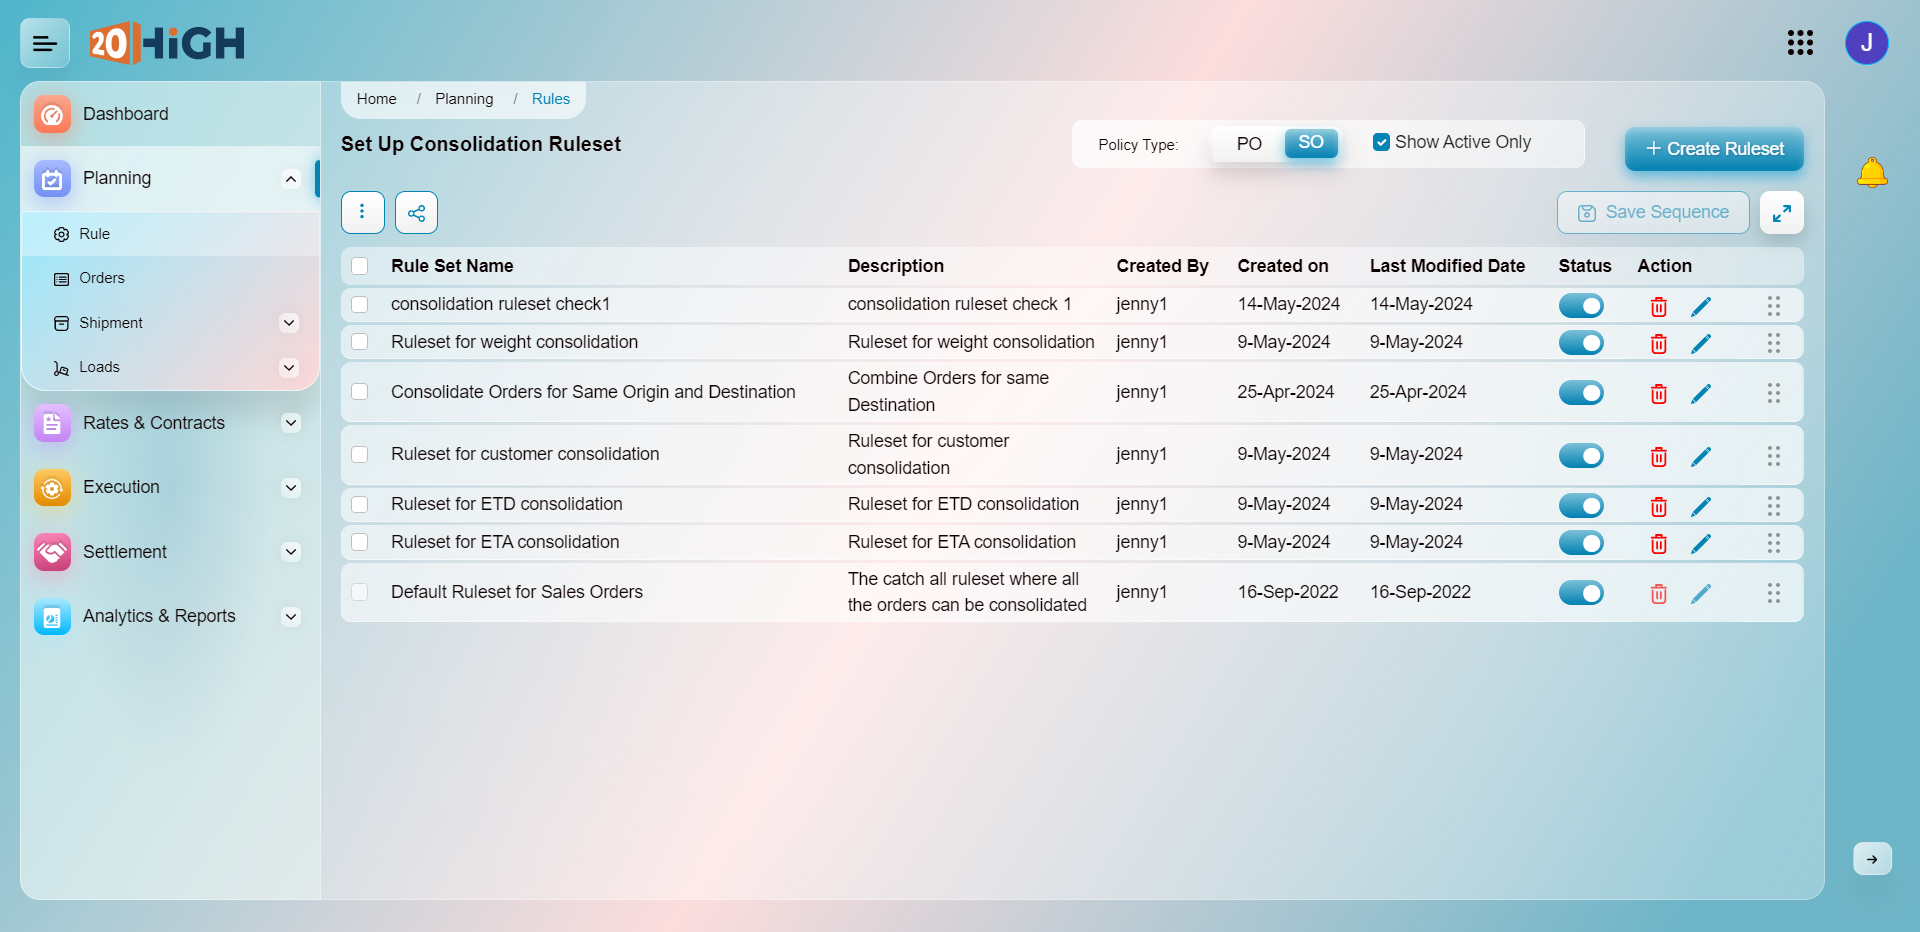 20HiGH
J
Dashboard
Planning
Rule
Orders
Shipment
Loads
Rates & Contracts
Execution
Settlement
Analytics & Reports
Home / Planning / Rules
Set Up Consolidation Ruleset
Policy Type: PO SO Show Active Only
+ Create Ruleset
Save Sequence
Rule Set Name Description Created By Created on Last Modified Date Status Action
consolidation ruleset check1 consolidation ruleset check 1 jenny1 14-May-2024 14-May-2024
Ruleset for weight consolidation Ruleset for weight consolidation jenny1 9-May-2024 9-May-2024
Consolidate Orders for Same Origin and Destination Combine Orders for same
Destination jenny1 25-Apr-2024 25-Apr-2024
Ruleset for customer consolidation Ruleset for customer
consolidation jenny1 9-May-2024 9-May-2024
Ruleset for ETD consolidation Ruleset for ETD consolidation jenny1 9-May-2024 9-May-2024
Ruleset for ETA consolidation Ruleset for ETA consolidation jenny1 9-May-2024 9-May-2024
Default Ruleset for Sales Orders The catch all ruleset where all
the orders can be consolidated jenny1 16-Sep-2022 16-Sep-2022